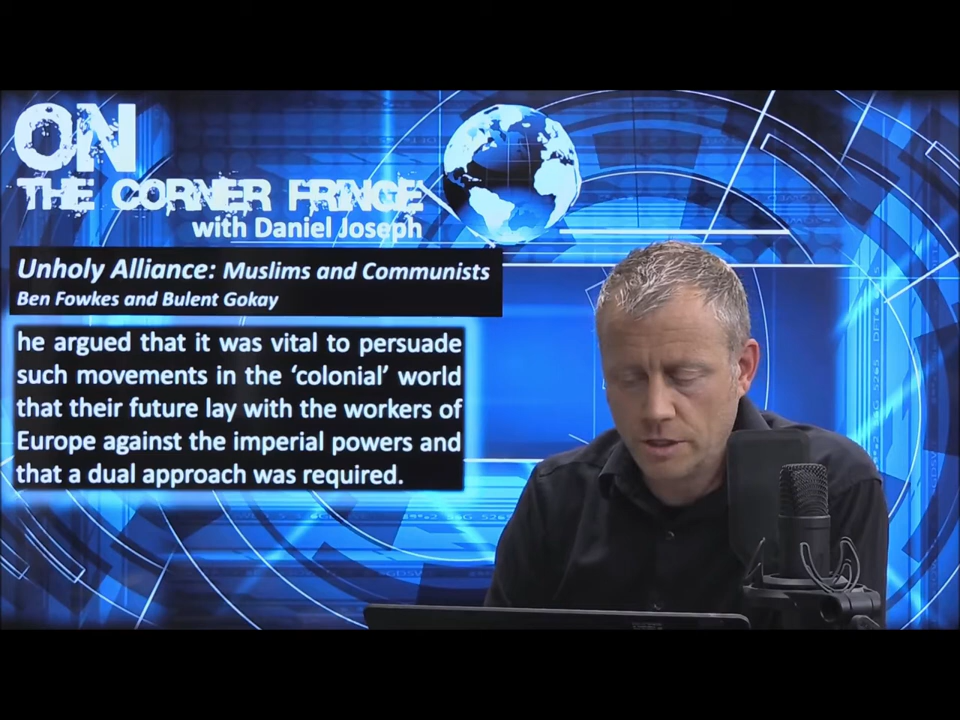 ON
THE CORNER FRINGE
with Daniel Joseph
Unholy Alliance: Muslims and Communists
Ben Fowkes and Bulent Gokay
he argued that it was vital to persuade
such movements in the 'colonial' world
that their future lay with the workers of
Europe against the imperial powers and
that a dual approach was required.